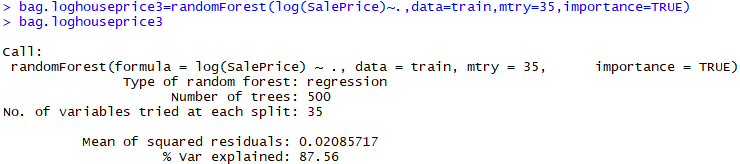 > bag.loghouseprice3=randomForest(log(SalePrice)~.,data=train,mtry=35,importance=TRUE)
> bag.loghouseprice3
Call:
randomForest(formula = log(SalePrice) ~ ., data = train, mtry = 35,      importance = TRUE)
Type of random forest: regression
Number of trees: 500
No. of variables tried at each split: 35
Mean of squared residuals: 0.02085717
% Var explained: 87.56